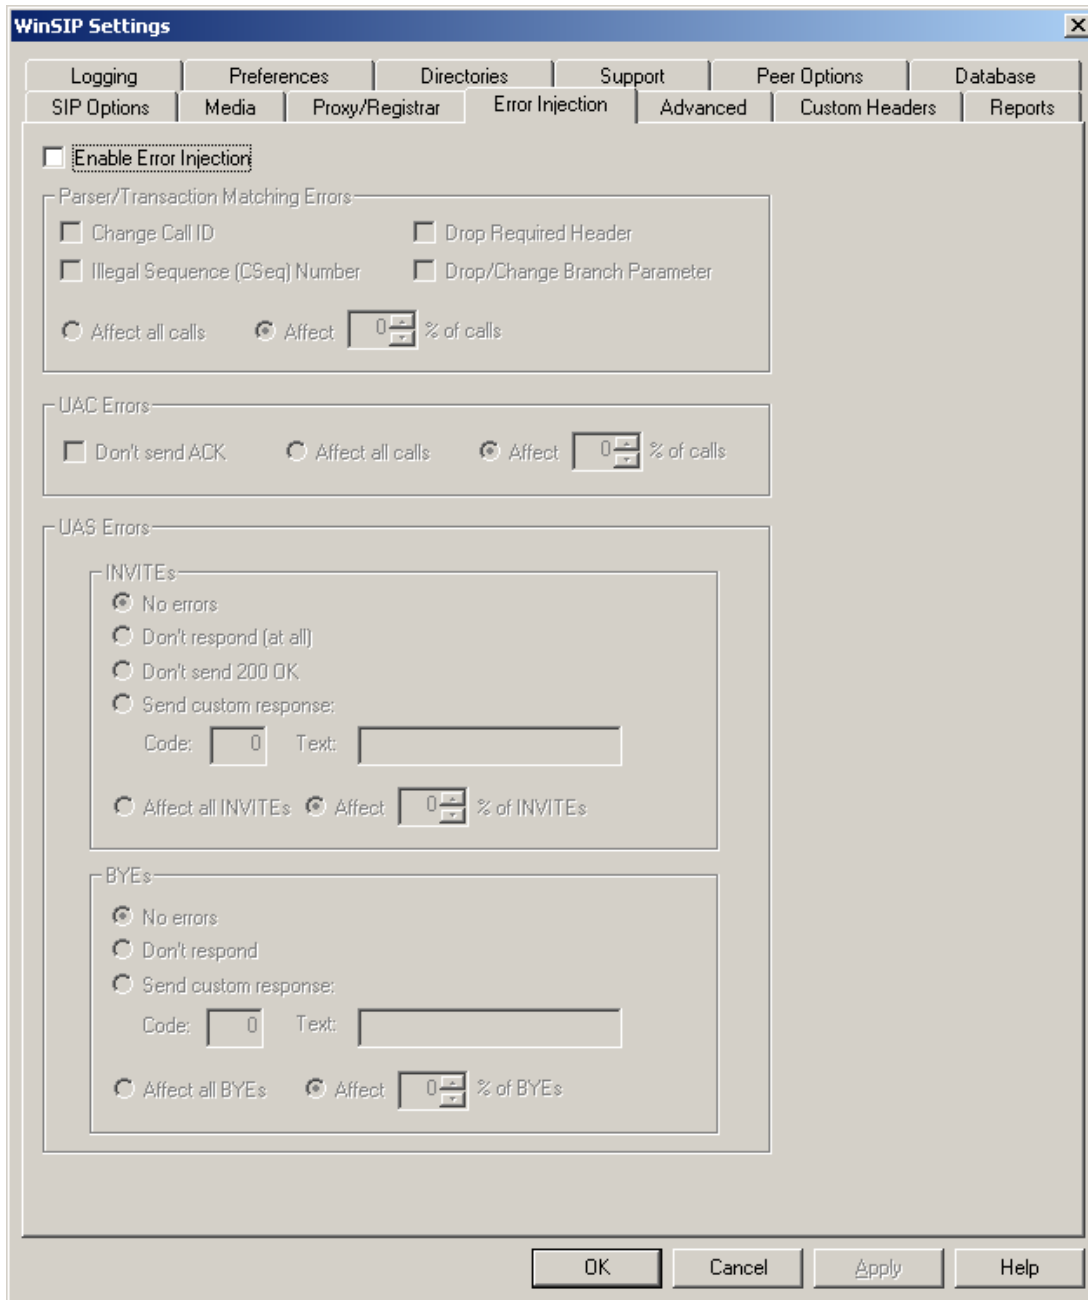 WinSIP Settings
Logging Preferences Directories Support Peer Options Database
SIP Options Media Proxy/Registrar Error Injection Advanced Custom Headers Reports
Enable Error Injection
Parser/Transaction Matching Errors
Change Call ID Drop Required Header
Illegal Sequence (CSeq) Number Drop/Change Branch Parameter
Affect all calls Affect 0 % of calls
UAC Errors
Don't send ACK Affect all calls Affect 0 % of calls
UAS Errors
INVITEs
No errors
Don't respond (at all)
Don't send 200 OK
Send custom response:
Code: 0 Text:
Affect all INVITEs Affect 0 % of INVITEs
BYEs
No errors
Don't respond
Send custom response:
Code: 0 Text:
Affect all BYEs Affect 0 % of BYEs
OK Cancel Apply Help